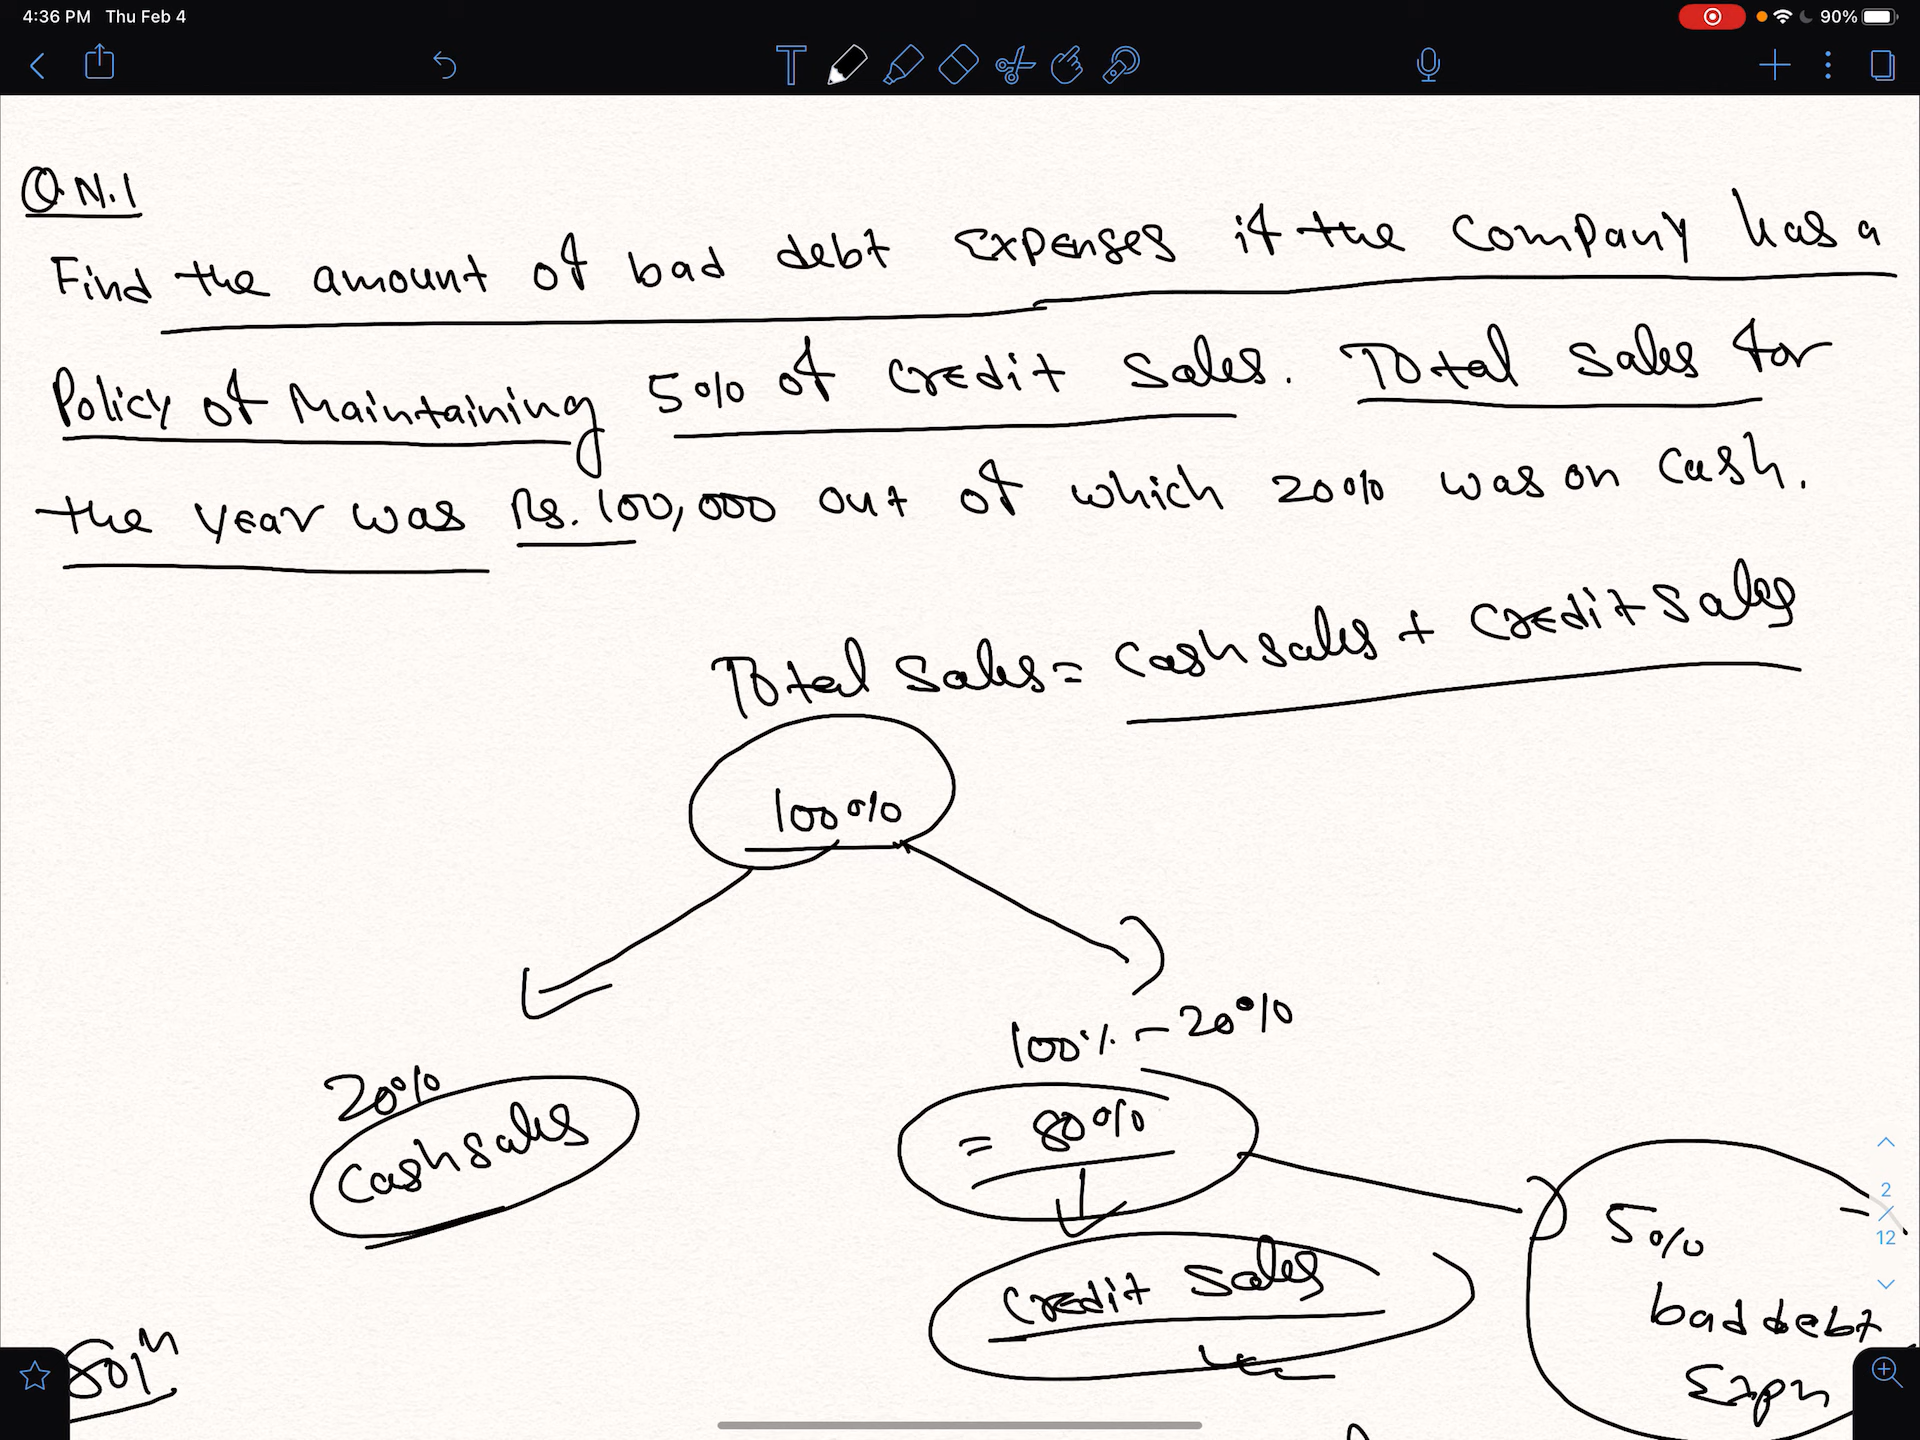 4:36 PM Thu Feb 4
90%
Q.N.1
Find the amount of bad debt Expenses if the company has a
Policy of Maintaining 5% of credit sales. Total sales for
the year was Rs. 100,000 out of which 20% was on cash.
Total sales = cash sales + credit sales
100%
100% - 20%
20%
cash sales
= 80%
credit sales
5%
bad debt
Expn
Solⁿ
2
/
12